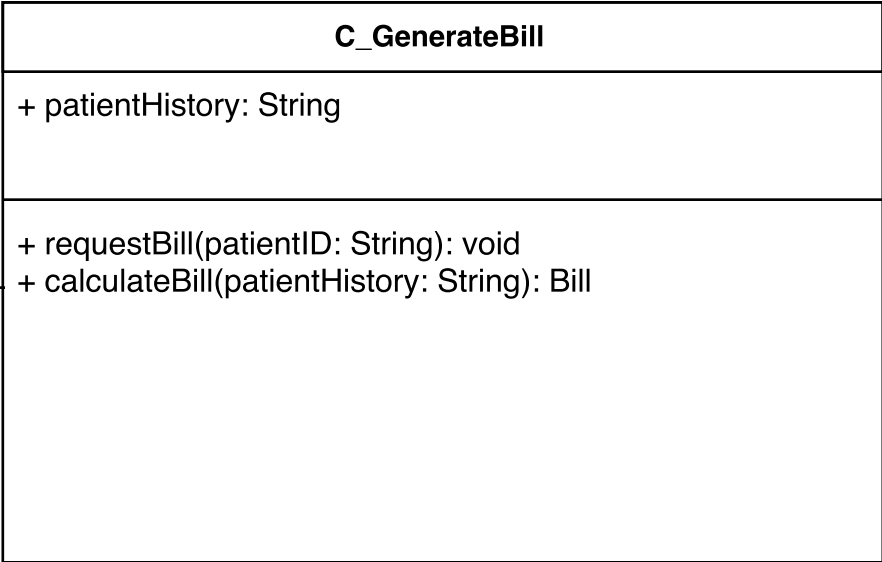 C_GenerateBill
+ patientHistory: String
+ requestBill(patientID: String): void
+ calculateBill(patientHistory: String): Bill